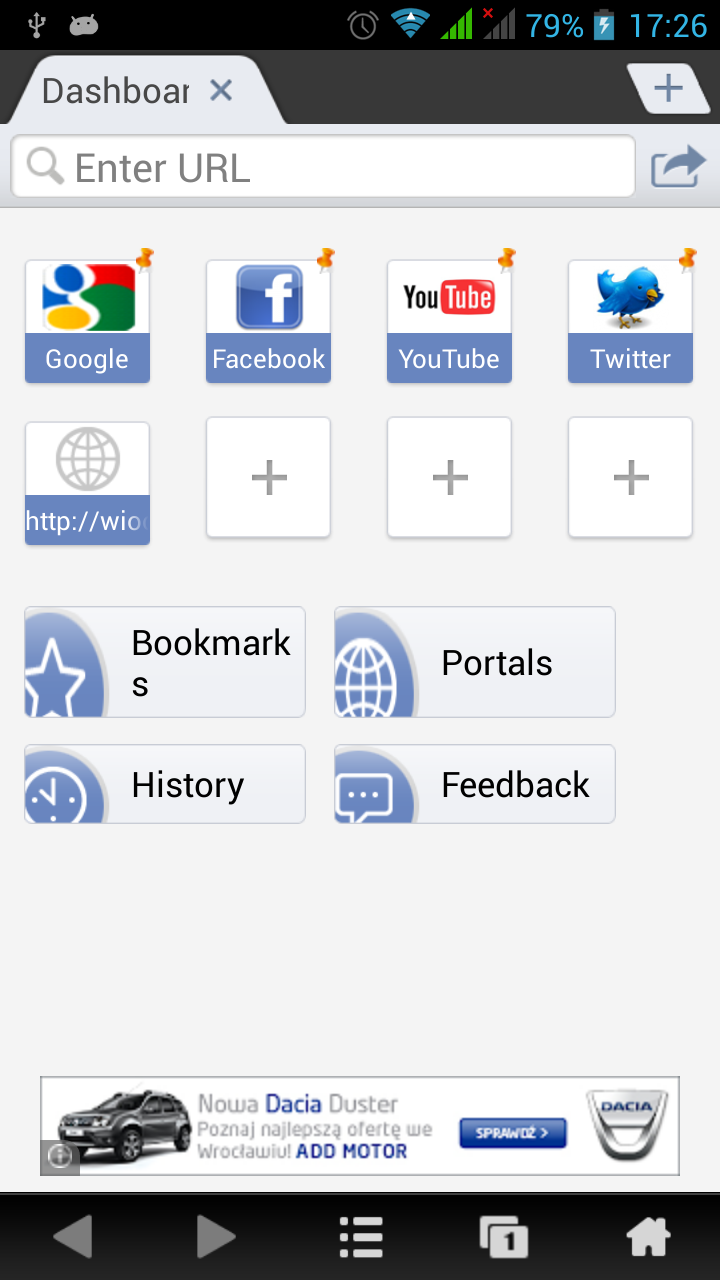 79% 17:26
Dashboar
Enter URL
Google
Facebook
You Tube
YouTube
Twitter
http://wio
Bookmark
s
Portals
History
Feedback
Nowa Dacia Duster
Poznaj najlepszą ofertę we
Wrocławiu! ADD MOTOR
SPRAWDŹ >
DACIA
1